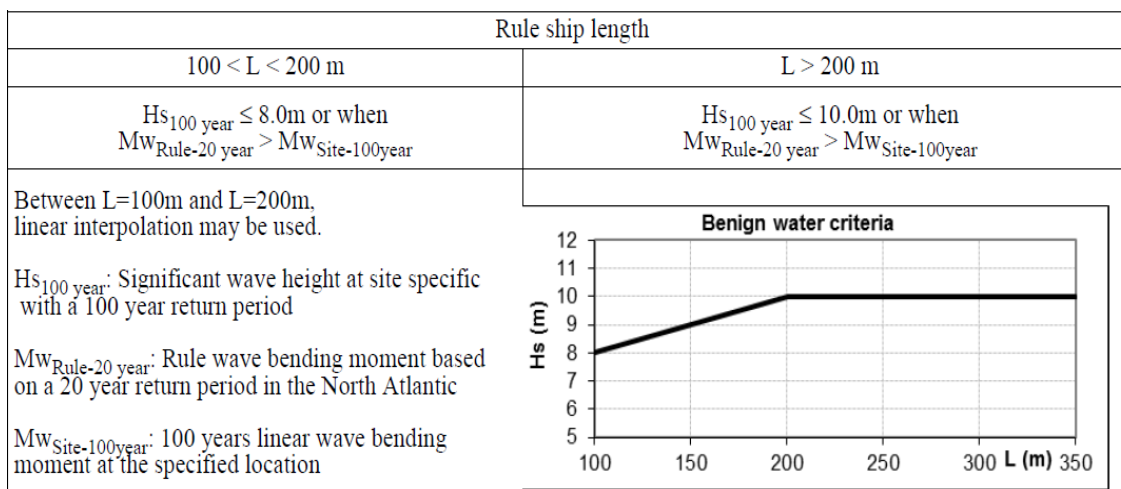 Rule ship length
100 < L < 200 m
L > 200 m
Hs100 year ≤ 8.0m or when
MwRule-20 year > MwSite-100year
Hs100 year ≤ 10.0m or when
MwRule-20 year > MwSite-100year
Between L=100m and L=200m,
linear interpolation may be used.
Hs100 year: Significant wave height at site specific
with a 100 year return period
MwRule-20 year: Rule wave bending moment based
on a 20 year return period in the North Atlantic
MwSite-100year: 100 years linear wave bending
moment at the specified location
Benign water criteria
Hs (m)
12
11
10
9
8
7
6
5
100 150 200 250 300 L (m) 350